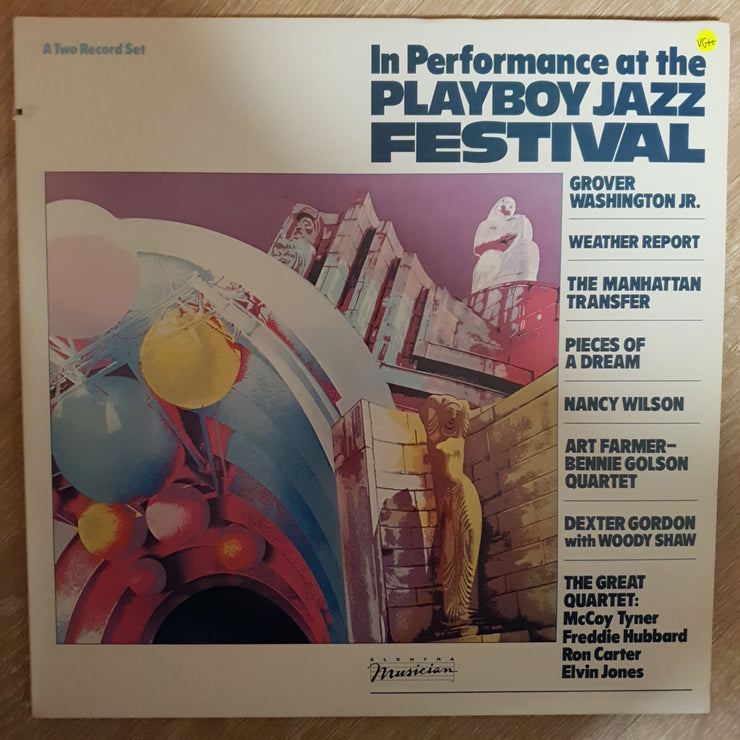 A Two Record Set
VG++
In Performance at the
PLAYBOY JAZZ
FESTIVAL
GROVER
WASHINGTON JR.
WEATHER REPORT
THE MANHATTAN
TRANSFER
PIECES OF
A DREAM
NANCY WILSON
ART FARMER–
BENNIE GOLSON
QUARTET
DEXTER GORDON
with WOODY SHAW
THE GREAT
QUARTET:
McCoy Tyner
Freddie Hubbard
Ron Carter
Elvin Jones
ELEKTRA
Musician